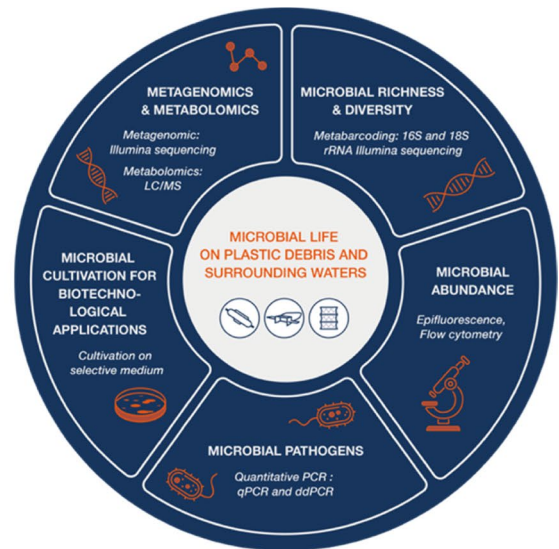 METAGENOMICS
& METABOLOMICS
Metagenomic:
Illumina sequencing
Metabolomics:
LC/MS
MICROBIAL RICHNESS
& DIVERSITY
Metabarcoding: 16S and 18S
rRNA Illumina sequencing
MICROBIAL LIFE
ON PLASTIC DEBRIS AND
SURROUNDING WATERS
MICROBIAL
CULTIVATION FOR
BIOTECHNO-
LOGICAL
APPLICATIONS
Cultivation on
selective medium
MICROBIAL
ABUNDANCE
Epifluorescence,
Flow cytometry
MICROBIAL PATHOGENS
Quantitative PCR :
qPCR and ddPCR